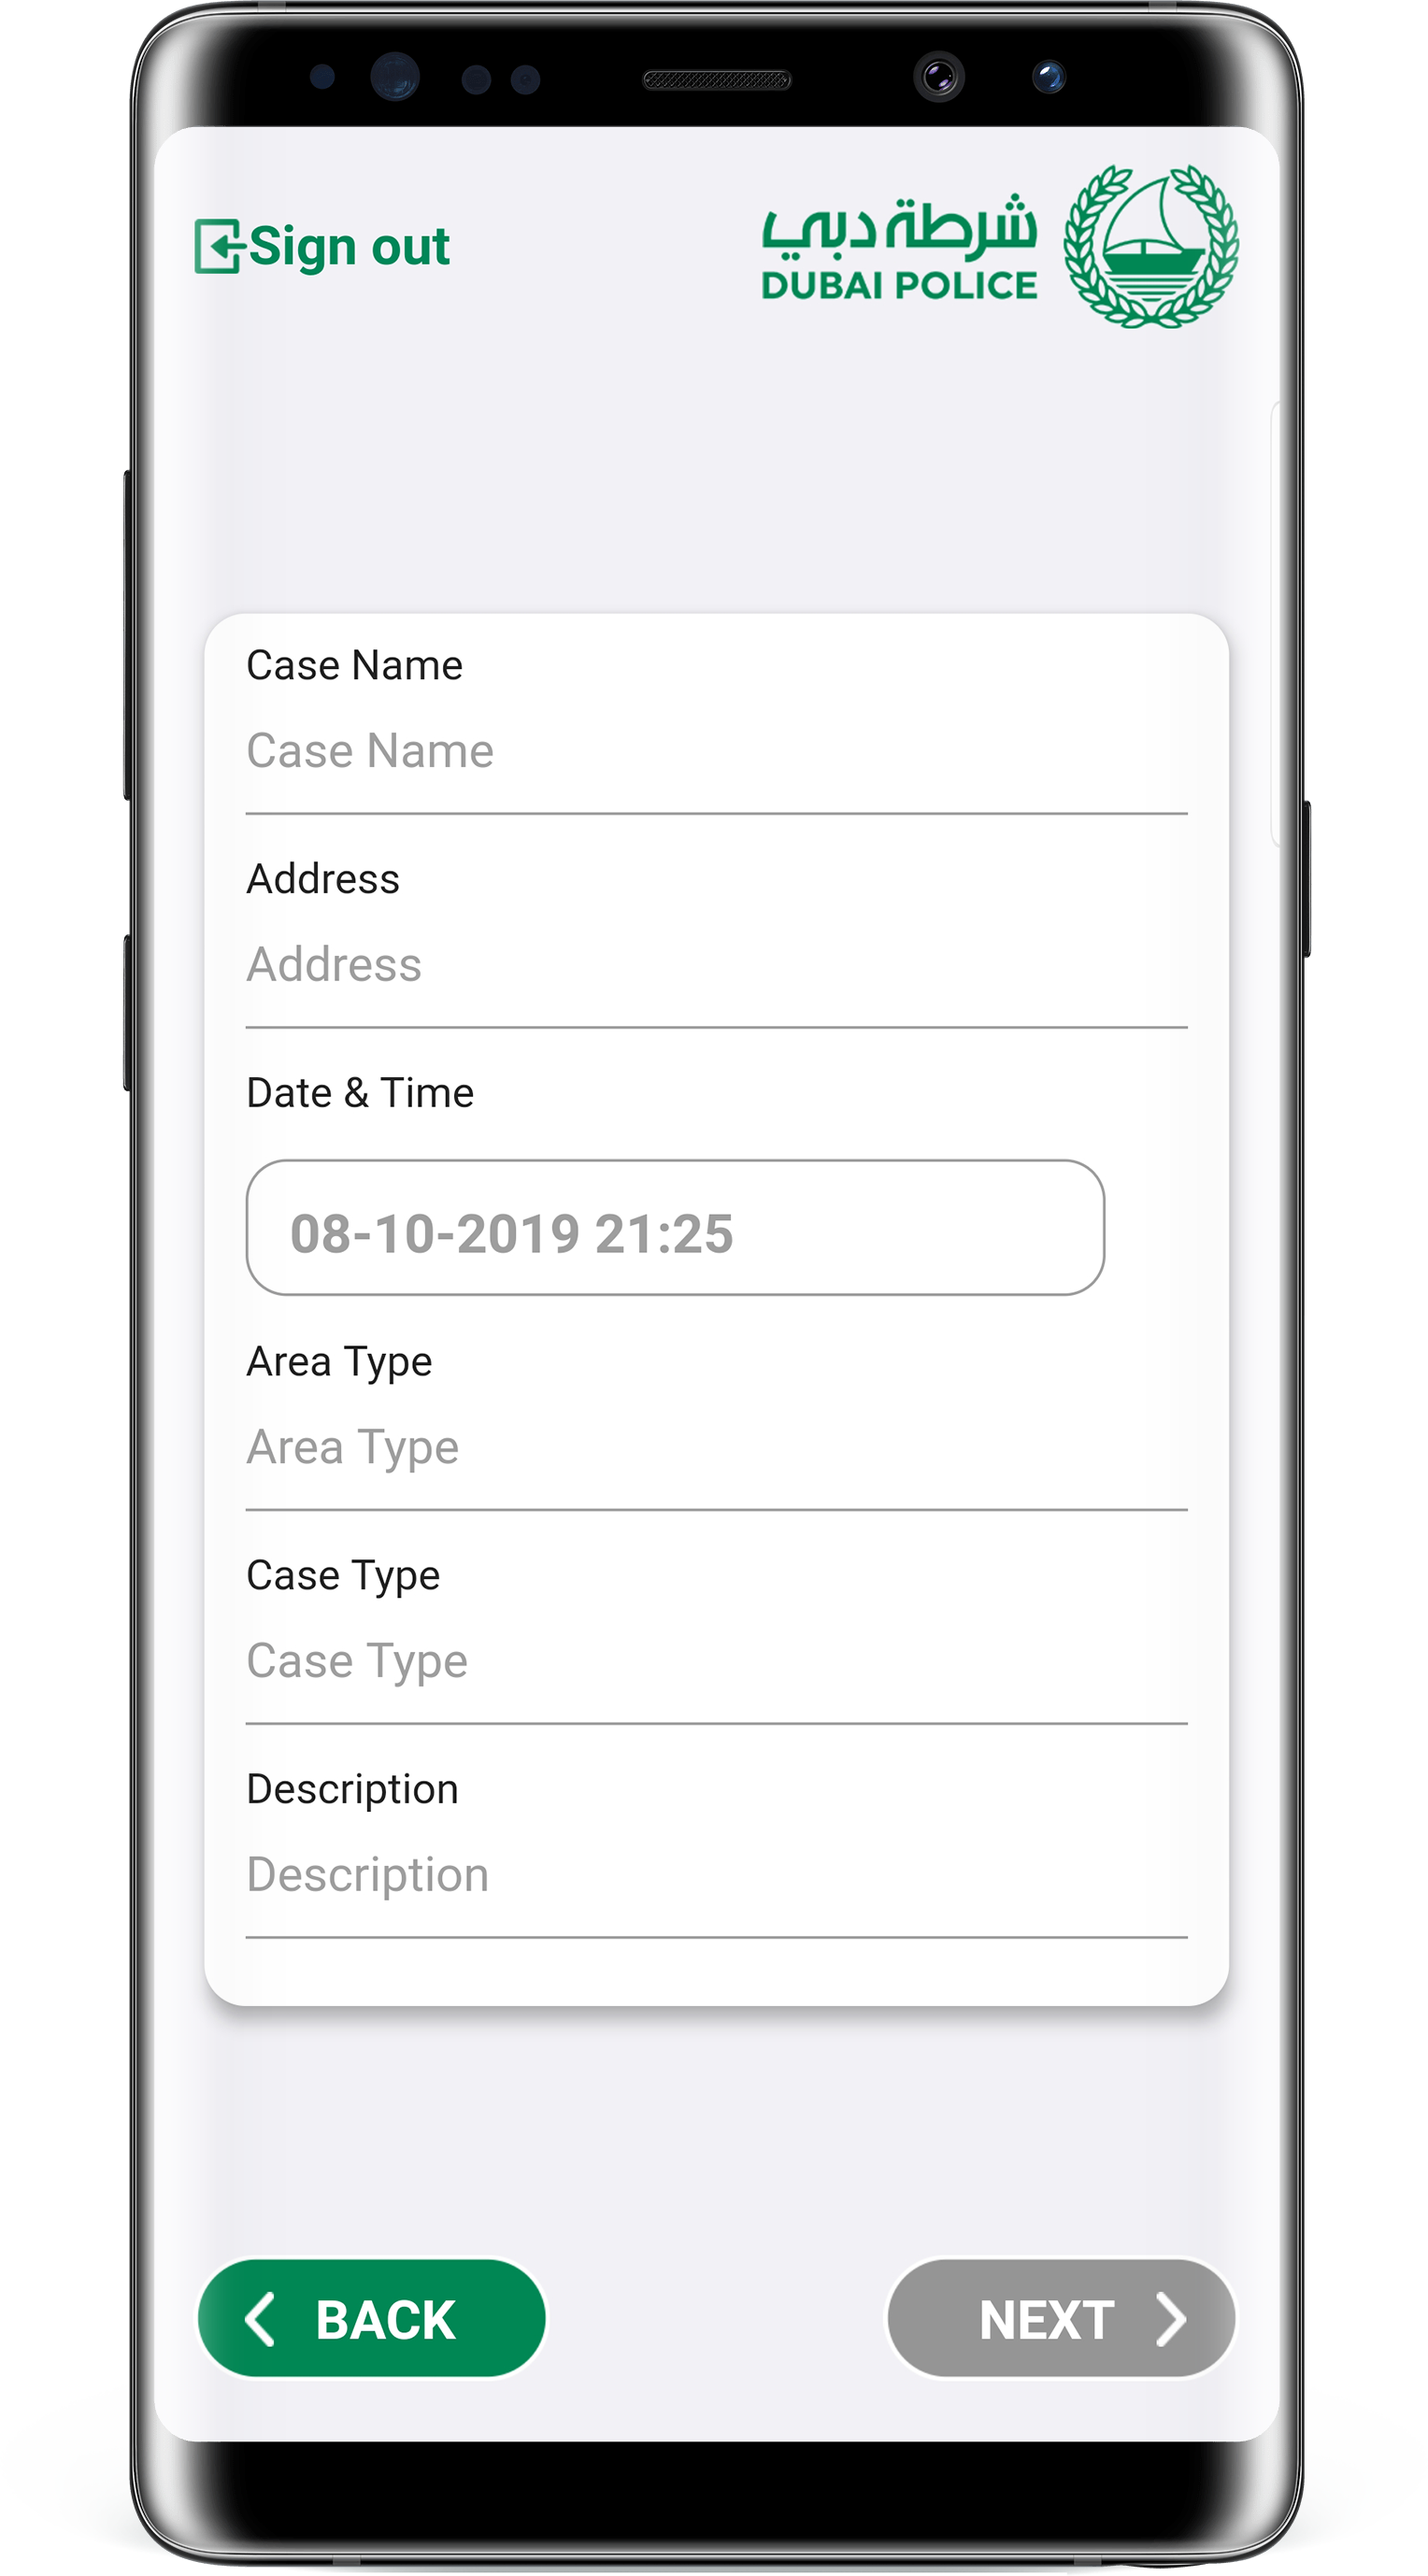 Sign out
شرطة دبي
DUBAI POLICE
Case Name
Case Name
Address
Address
Date & Time
08-10-2019 21:25
Area Type
Area Type
Case Type
Case Type
Description
Description
BACK
NEXT